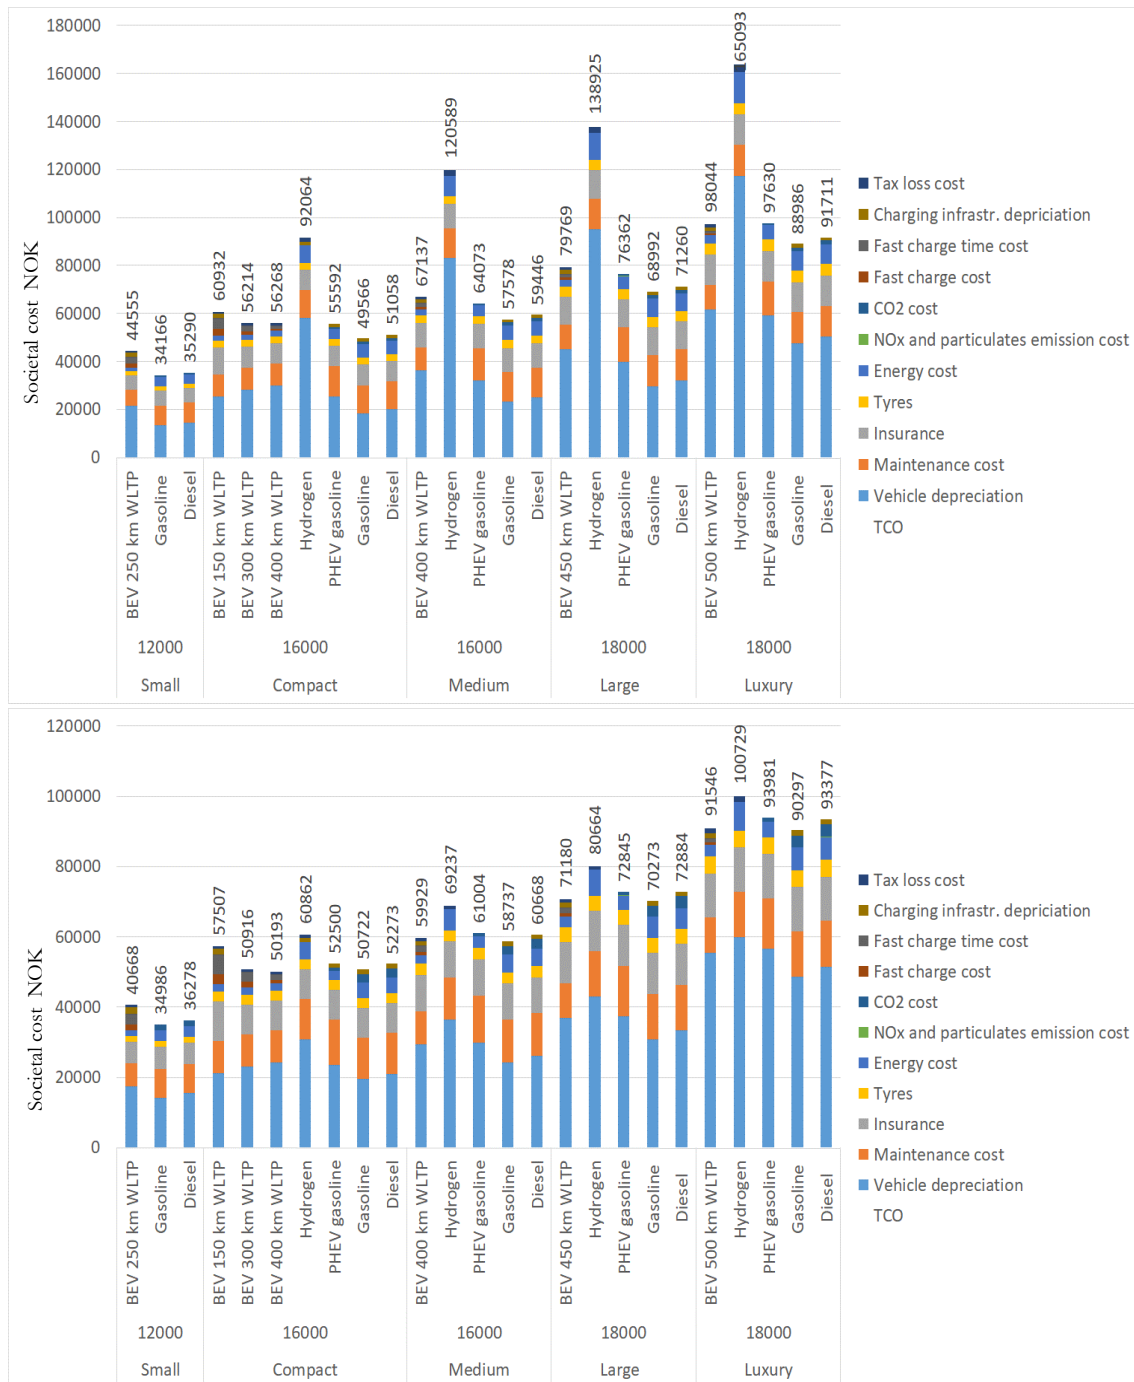 180000
160000
140000
120000
100000
80000
60000
40000
20000
0
Societal cost NOK
44555
34166
35290
60932
56214
56268
92064
55592
49566
51058
67137
120589
64073
57578
59446
79769
138925
76362
68992
71260
98044
165093
97630
88986
91711
BEV 250 km WLTP
Gasoline
Diesel
BEV 150 km WLTP
BEV 300 km WLTP
BEV 400 km WLTP
Hydrogen
PHEV gasoline
Gasoline
Diesel
BEV 400 km WLTP
Hydrogen
PHEV gasoline
Gasoline
Diesel
BEV 450 km WLTP
Hydrogen
PHEV gasoline
Gasoline
Diesel
BEV 500 km WLTP
Hydrogen
PHEV gasoline
Gasoline
Diesel
12000
16000
16000
18000
18000
Small
Compact
Medium
Large
Luxury
Tax loss cost
Charging infrastr. depriciation
Fast charge time cost
Fast charge cost
CO2 cost
NOx and particulates emission cost
Energy cost
Tyres
Insurance
Maintenance cost
Vehicle depreciation
TCO
120000
100000
80000
60000
40000
20000
0
Societal cost NOK
40668
34986
36278
57507
50916
50193
60862
52500
50722
52273
59929
69237
61004
58737
60668
71180
80664
72845
70273
72884
91546
100729
93981
90297
93377
BEV 250 km WLTP
Gasoline
Diesel
BEV 150 km WLTP
BEV 300 km WLTP
BEV 400 km WLTP
Hydrogen
PHEV gasoline
Gasoline
Diesel
BEV 400 km WLTP
Hydrogen
PHEV gasoline
Gasoline
Diesel
BEV 450 km WLTP
Hydrogen
PHEV gasoline
Gasoline
Diesel
BEV 500 km WLTP
Hydrogen
PHEV gasoline
Gasoline
Diesel
12000
16000
16000
18000
18000
Small
Compact
Medium
Large
Luxury
Tax loss cost
Charging infrastr. depriciation
Fast charge time cost
Fast charge cost
CO2 cost
NOx and particulates emission cost
Energy cost
Tyres
Insurance
Maintenance cost
Vehicle depreciation
TCO